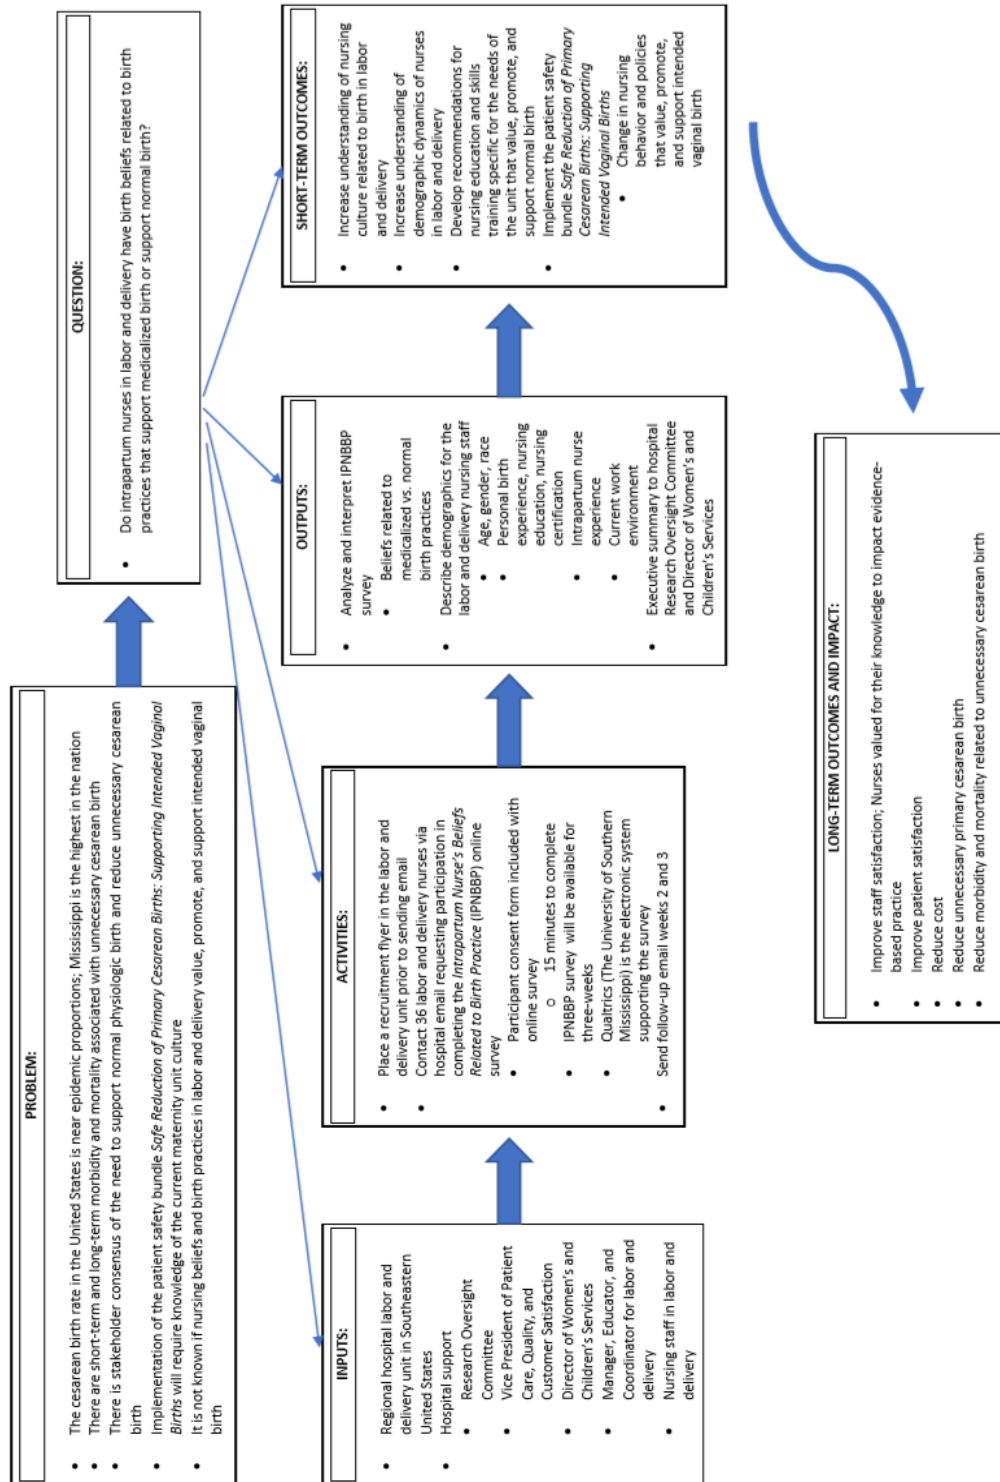 PROBLEM:
The cesarean birth rate in the United States is near epidemic proportions; Mississippi is the highest in the nation
There are short-term and long-term morbidity and mortality associated with unnecessary cesarean birth
There is stakeholder consensus of the need to support normal physiologic birth and reduce unnecessary cesarean
birth
Implementation of the patient safety bundle Safe Reduction of Primary Cesarean Births: Supporting Intended Vaginal
Births will require knowledge of the current maternity unit culture
It is not known if nursing beliefs and birth practices in labor and delivery value, promote, and support intended vaginal
birth
QUESTION:
Do intrapartum nurses in labor and delivery have birth beliefs related to birth
practices that support medicalized birth or support normal birth?
INPUTS:
Regional hospital labor and
delivery unit in Southeastern
United States
Hospital support
Research Oversight
Committee
Vice President of Patient
Care, Quality, and
Customer Satisfaction
Director of Women's and
Children's Services
Manager, Educator, and
Coordinator for labor and
delivery
Nursing staff in labor and
delivery
ACTIVITIES:
Place a recruitment flyer in the labor and
delivery unit prior to sending email
Contact 36 labor and delivery nurses via
hospital email requesting participation in
completing the Intrapartum Nurse's Beliefs
Related to Birth Practice (IPNBBP) online
survey
Participant consent form included with
online survey
15 minutes to complete
IPNBBP survey will be available for
three-weeks
Qualtrics (The University of Southern
Mississippi) is the electronic system
supporting the survey
Send follow-up email weeks 2 and 3
OUTPUTS:
Analyze and interpret IPNBBP
survey
Beliefs related to
medicalized vs. normal
birth practices
Describe demographics for the
labor and delivery nursing staff
Age, gender, race
Personal birth
experience, nursing
education, nursing
certification
Intrapartum nurse
experience
Current work
environment
Executive summary to hospital
Research Oversight Committee
and Director of Women's and
Children's Services
SHORT-TERM OUTCOMES:
Increase understanding of nursing
culture related to birth in labor
and delivery
Increase understanding of
demographic dynamics of nurses
in labor and delivery
Develop recommendations for
nursing education and skills
training specific for the needs of
the unit that value, promote, and
support normal birth
Implement the patient safety
bundle Safe Reduction of Primary
Cesarean Births: Supporting
Intended Vaginal Births
Change in nursing
behavior and policies
that value, promote,
and support intended
vaginal birth
LONG-TERM OUTCOMES AND IMPACT:
Improve staff satisfaction; Nurses valued for their knowledge to impact evidence-
based practice
Improve patient satisfaction
Reduce cost
Reduce unnecessary primary cesarean birth
Reduce morbidity and mortality related to unnecessary cesarean birth